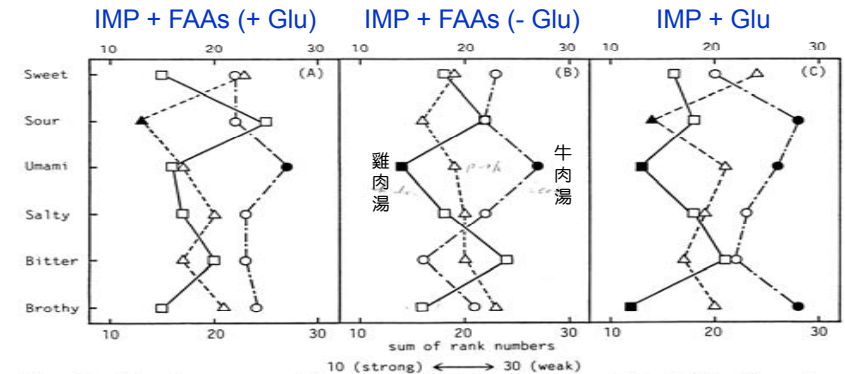 IMP + FAAs (+ Glu)
IMP + FAAs (- Glu)
IMP + Glu
10 20 30
10 20 30
10 20 30
Sweet
Sour
Umami
Salty
Bitter
Brothy
(A)
(B)
(C)
雞肉湯
牛肉湯
10 20 30
10 20 30
10 20 30
sum of rank numbers
10 (strong) ⟷ 30 (weak)